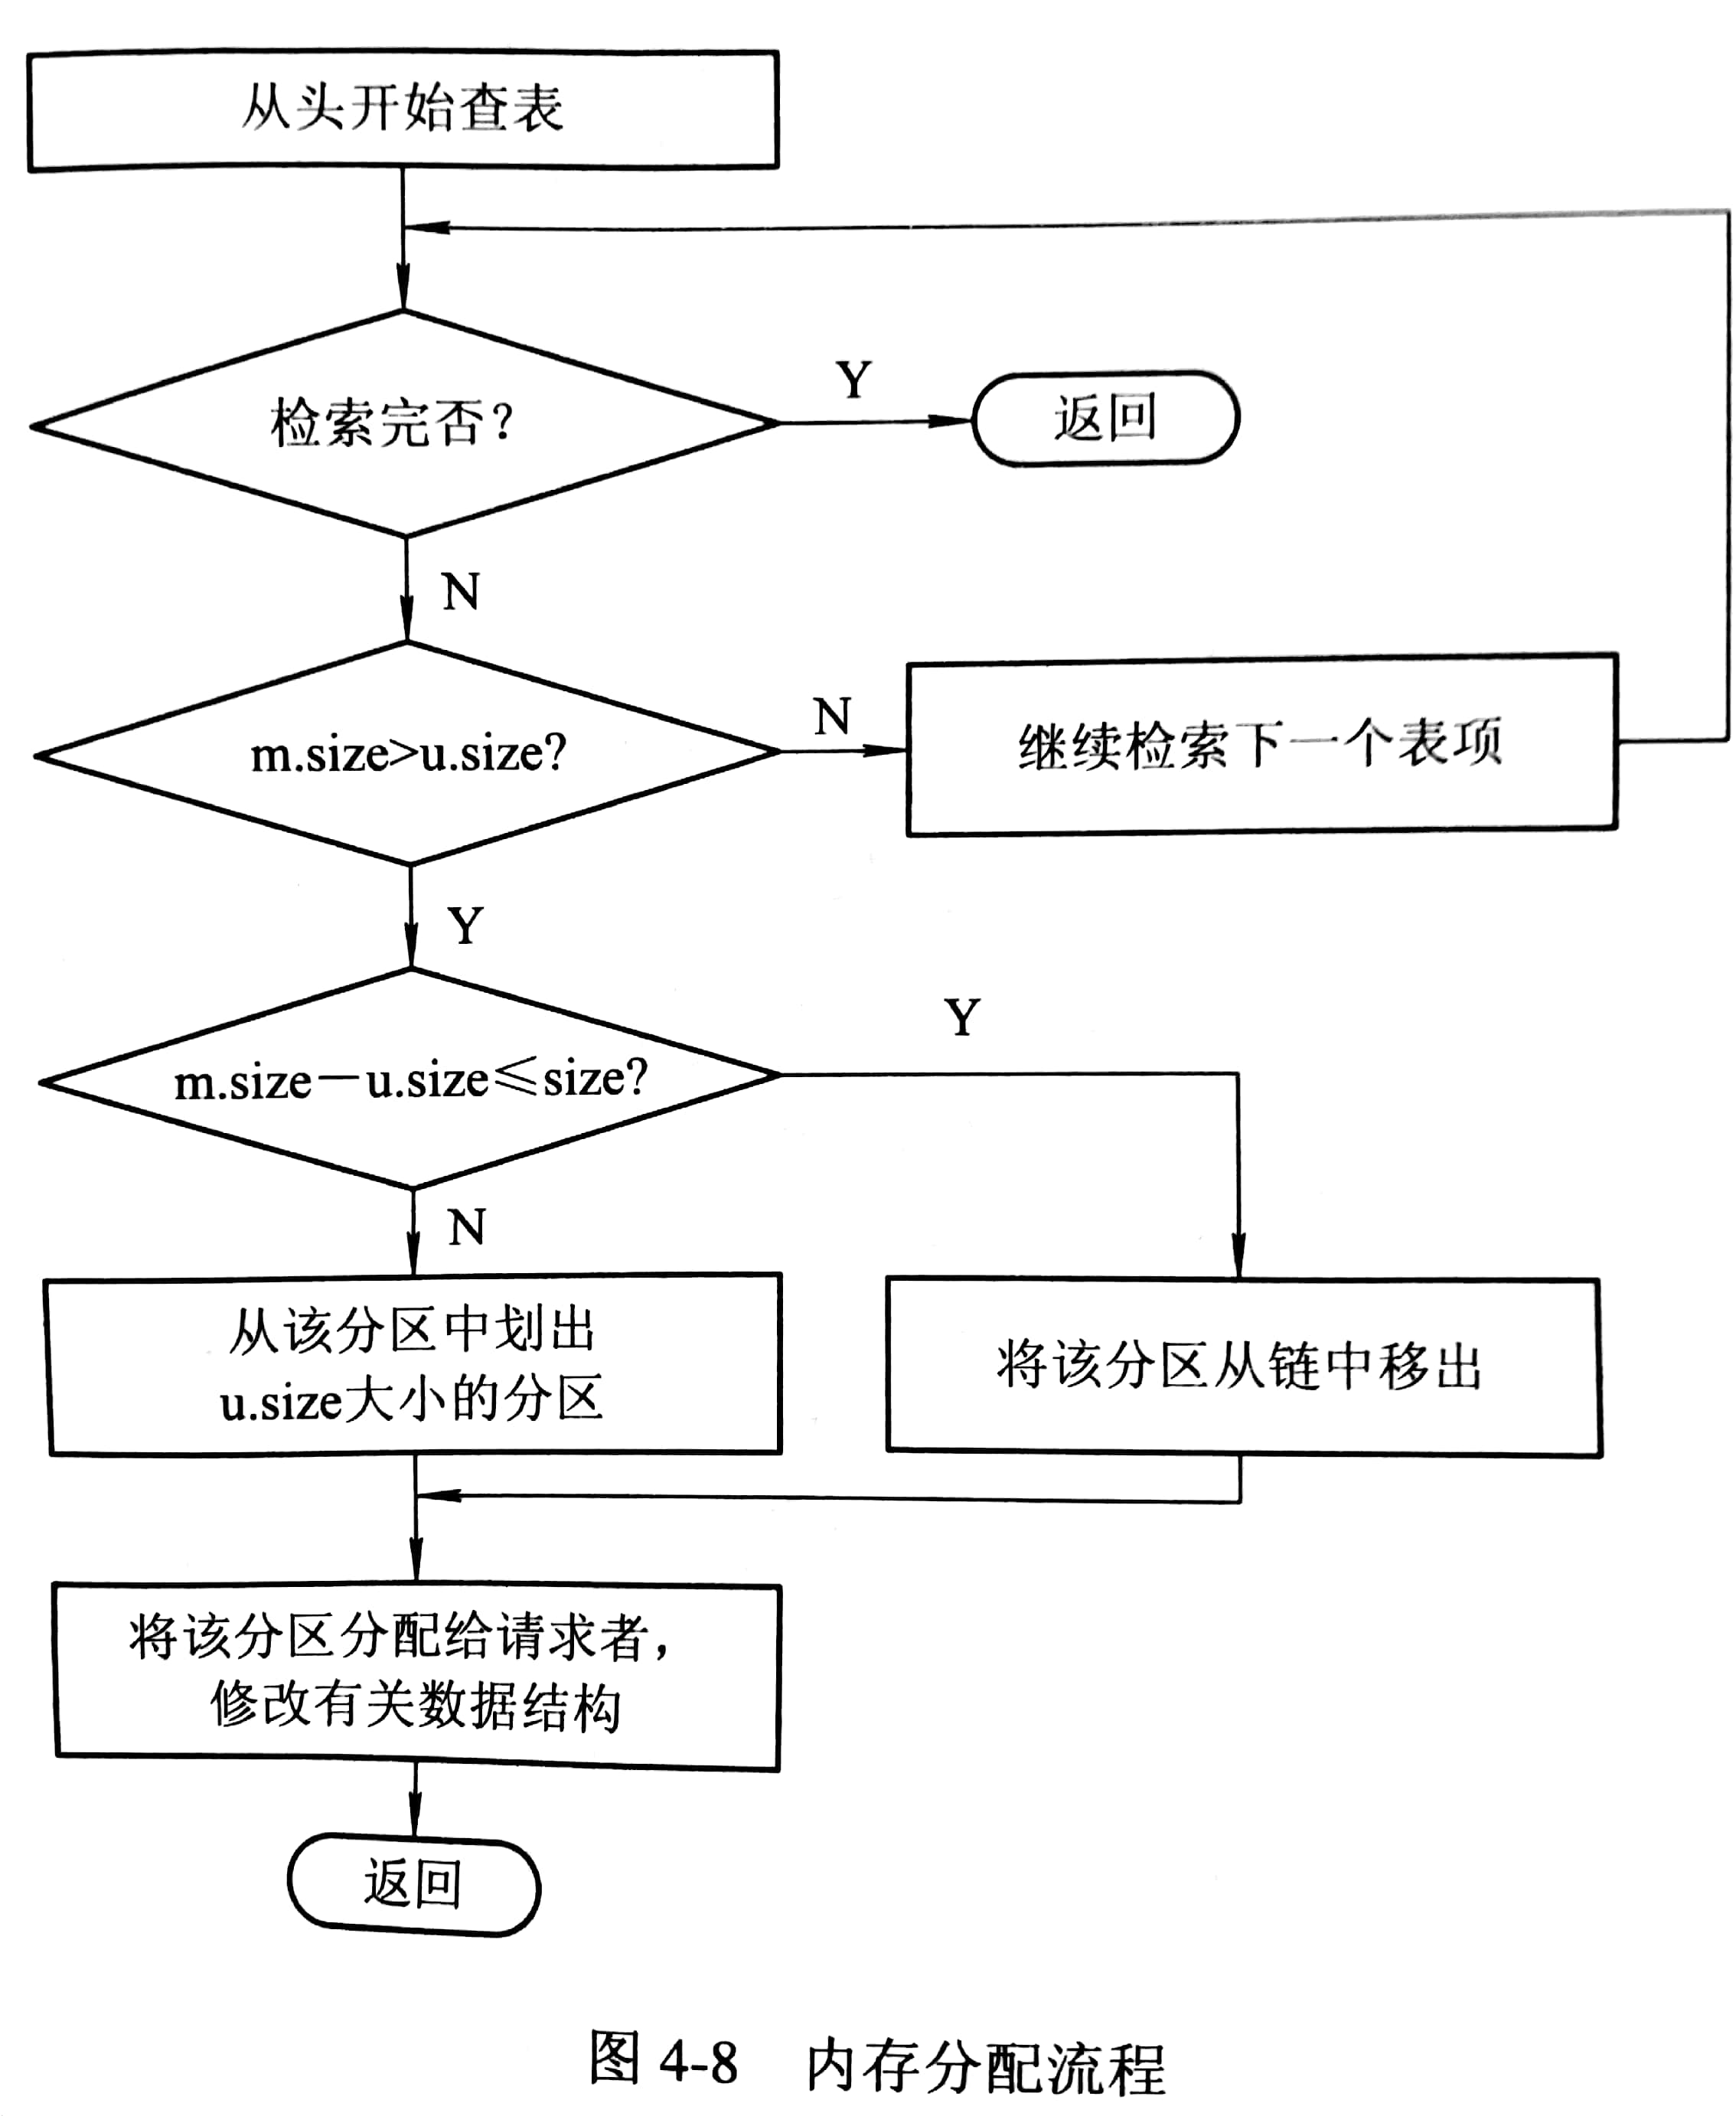 从头开始查表
检索完否?
Y
返回
N
m.size>u.size?
N
继续检索下一个表项
Y
m.size－u.size≤size?
Y
N
从该分区中划出
u.size大小的分区
将该分区从链中移出
将该分区分配给请求者,
修改有关数据结构
返回
图 4-8 内存分配流程